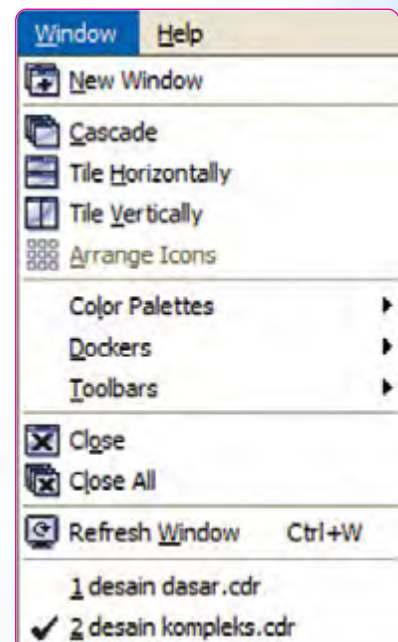 Window Help
New Window
Cascade
Tile Horizontally
Tile Vertically
Arrange Icons
Color Palettes
Dockers
Toolbars
Close
Close All
Refresh Window Ctrl+W
1 desain dasar.cdr
2 desain kompleks.cdr